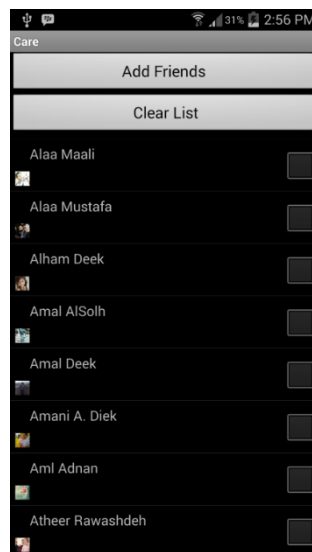 31% 2:56 PM
Care
Add Friends
Clear List
Alaa Maali
Alaa Mustafa
Alham Deek
Amal AlSolh
Amal Deek
Amani A. Diek
Aml Adnan
Atheer Rawashdeh